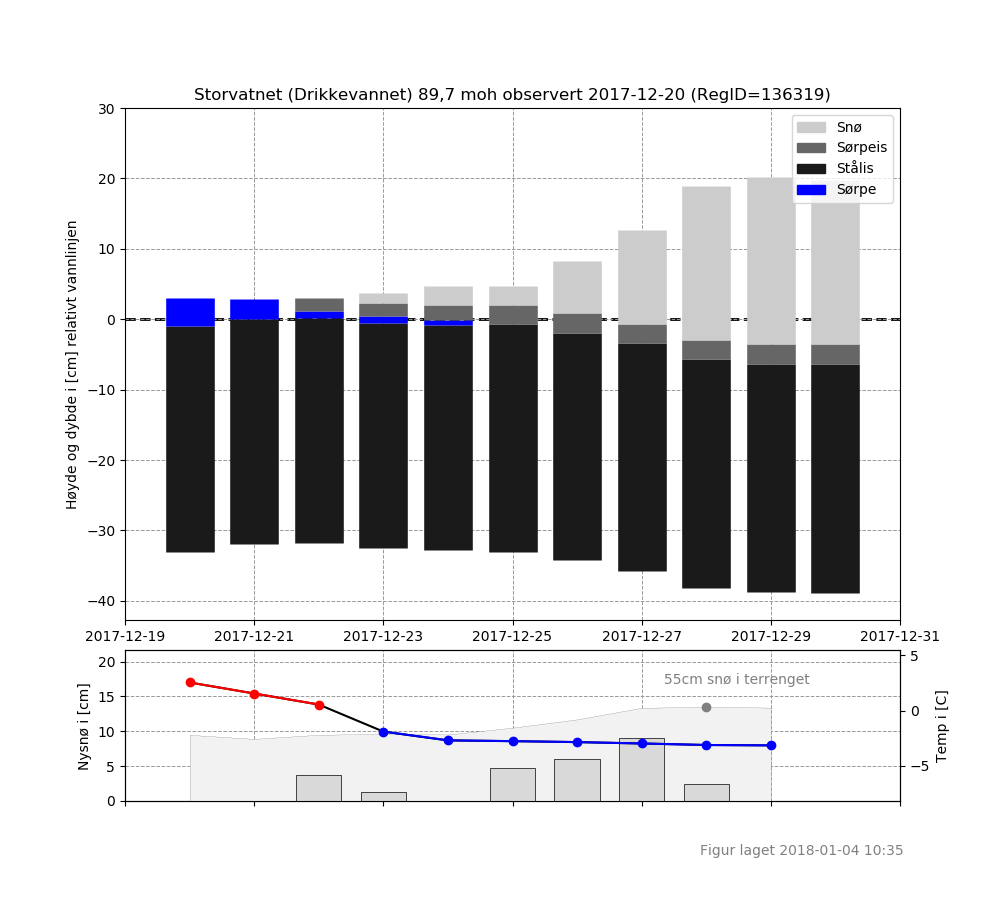 Storvatnet (Drikkevannet) 89,7 moh observert 2017-12-20 (RegID=136319)
Høyde og dybde i [cm] relativt vannlinjen
30
20
10
0
−10
−20
−30
−40
Snø
Sørpeis
Stålis
Sørpe
2017-12-19 2017-12-21 2017-12-23 2017-12-25 2017-12-27 2017-12-29 2017-12-31
Nysnø i [cm]
20
15
10
5
0
55cm snø i terrenget
5
0
−5
Temp i [C]
Figur laget 2018-01-04 10:35